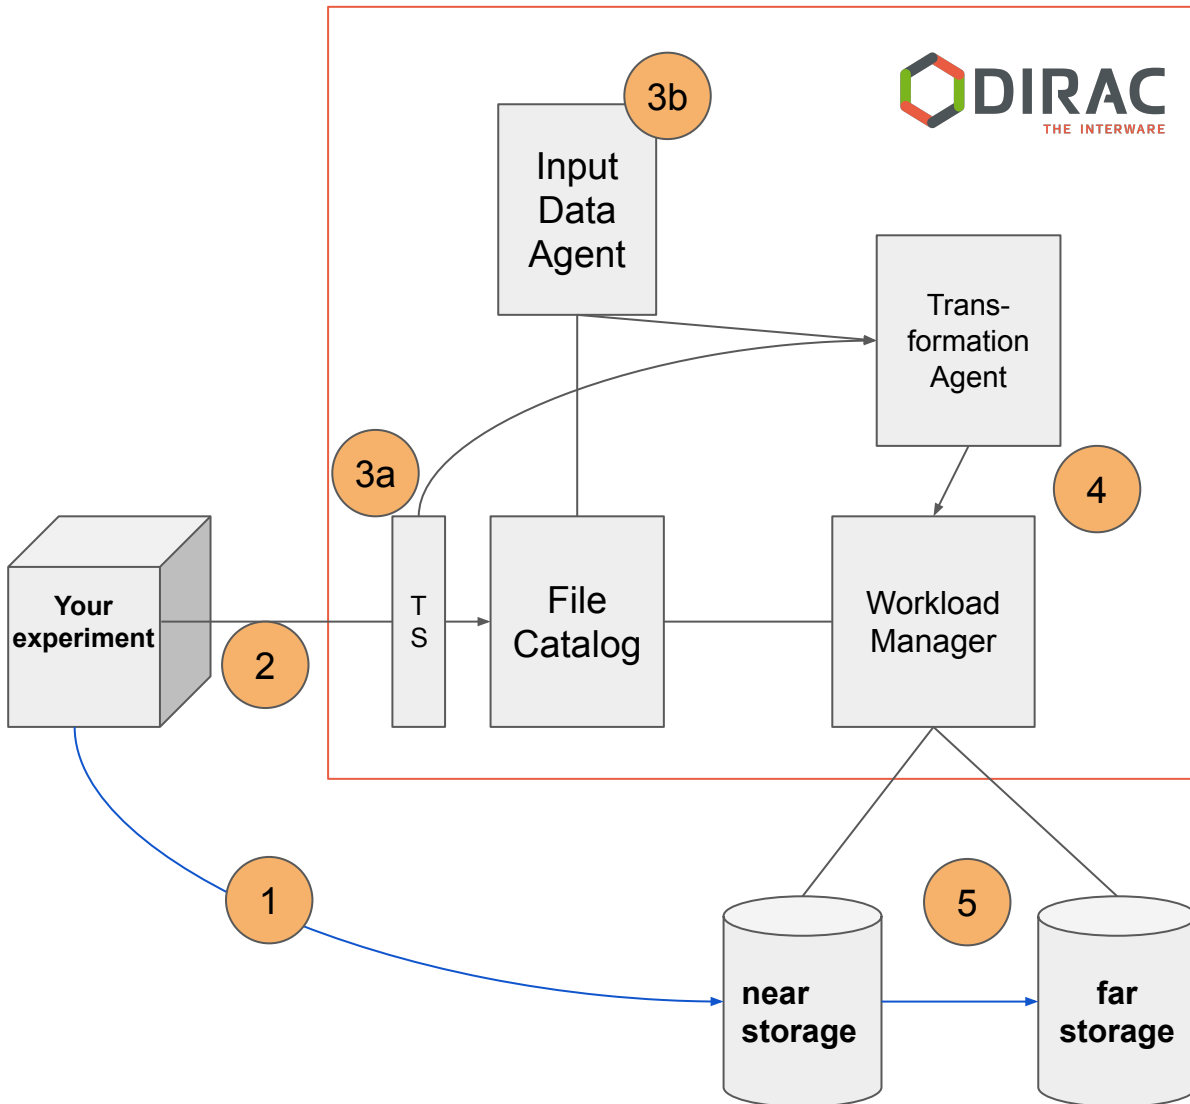 3b
DIRAC
THE INTERWARE
Input
Data
Agent
Trans-
formation
Agent
3a
4
Your
experiment
T
S
File
Catalog
Workload
Manager
2
1
5
near
storage
far
storage